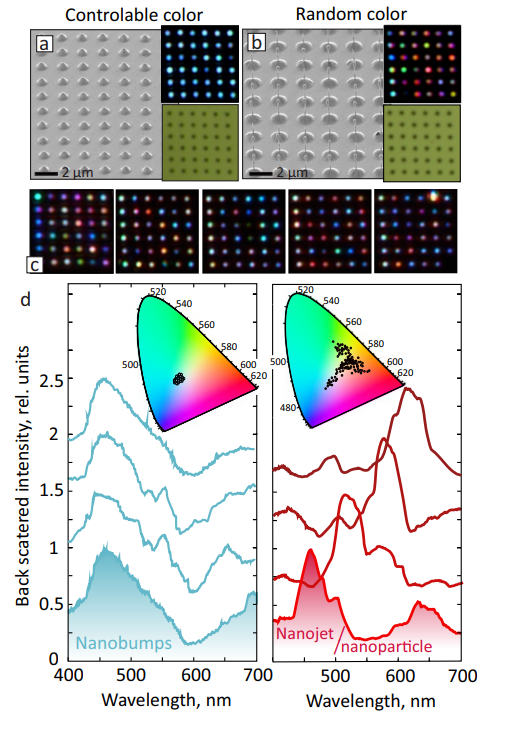 Controlable color
Random color
a
2 µm
b
2 µm
c
d
Back scatered intensity, rel. units
2.5
2
1.5
1
0.5
0
520
540
560
580
600
620
500
Nanobumps
400
500
600
700
Wavelength, nm
520
540
560
580
600
620
500
480
Nanojet
nanoparticle
500
600
700
Wavelength, nm